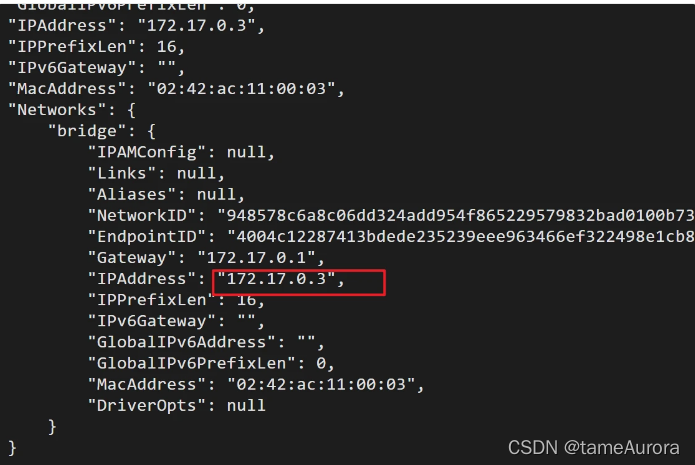 "GlobalIPv6PrefixLen": 0,
"IPAddress": "172.17.0.3",
"IPPrefixLen": 16,
"IPv6Gateway": "",
"MacAddress": "02:42:ac:11:00:03",
"Networks": {
"bridge": {
"IPAMConfig": null,
"Links": null,
"Aliases": null,
"NetworkID": "948578c6a8c06dd324add954f865229579832bad0100b73
"EndpointID": "4004c12287413bdede235239eee963466ef322498e1cb8
"Gateway": "172.17.0.1",
"IPAddress": "172.17.0.3",
"IPPrefixLen": 16,
"IPv6Gateway": "",
"GlobalIPv6Address": "",
"GlobalIPv6PrefixLen": 0,
"MacAddress": "02:42:ac:11:00:03",
"DriverOpts": null
}
}
CSDN @tameAurora